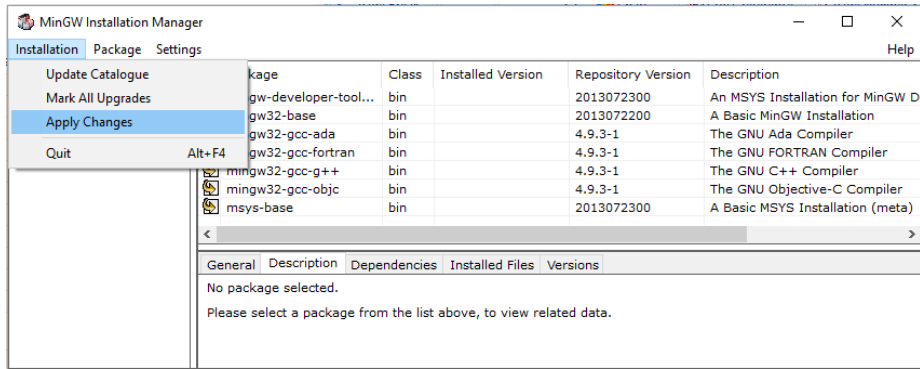 MinGW Installation Manager
Installation Package Settings Help
Update Catalogue
Mark All Upgrades
Apply Changes
Quit Alt+F4
kage Class Installed Version Repository Version Description
gw-developer-tool... bin 2013072300 An MSYS Installation for MinGW D
gw32-base bin 2013072200 A Basic MinGW Installation
gw32-gcc-ada bin 4.9.3-1 The GNU Ada Compiler
gw32-gcc-fortran bin 4.9.3-1 The GNU FORTRAN Compiler
mingw32-gcc-g++ bin 4.9.3-1 The GNU C++ Compiler
mingw32-gcc-objc bin 4.9.3-1 The GNU Objective-C Compiler
msys-base bin 2013072300 A Basic MSYS Installation (meta)
General Description Dependencies Installed Files Versions
No package selected.
Please select a package from the list above, to view related data.